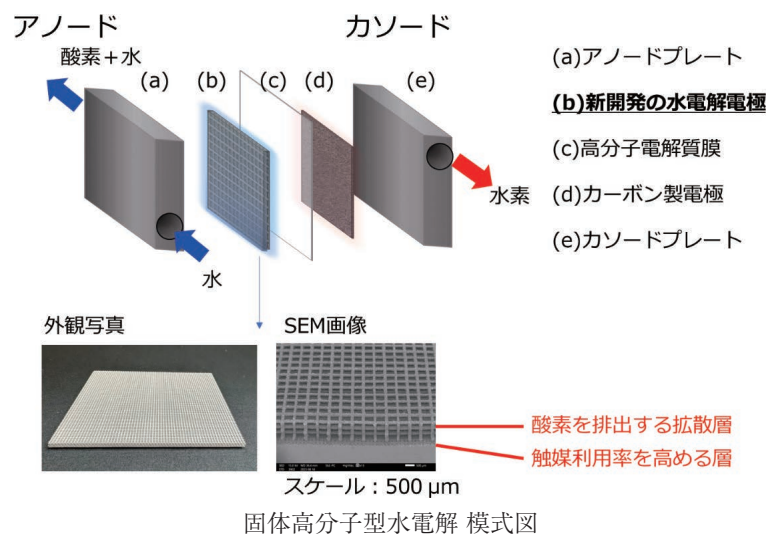 アノード
カソード
酸素＋水
(a)
(b)
(c)
(d)
(e)
水
水素
(a)アノードプレート
(b)新開発の水電解電極
(c)高分子電解質膜
(d)カーボン製電極
(e)カソードプレート
外観写真
SEM画像
酸素を排出する拡散層
触媒利用率を高める層
スケール：500 μm
固体高分子型水電解 模式図